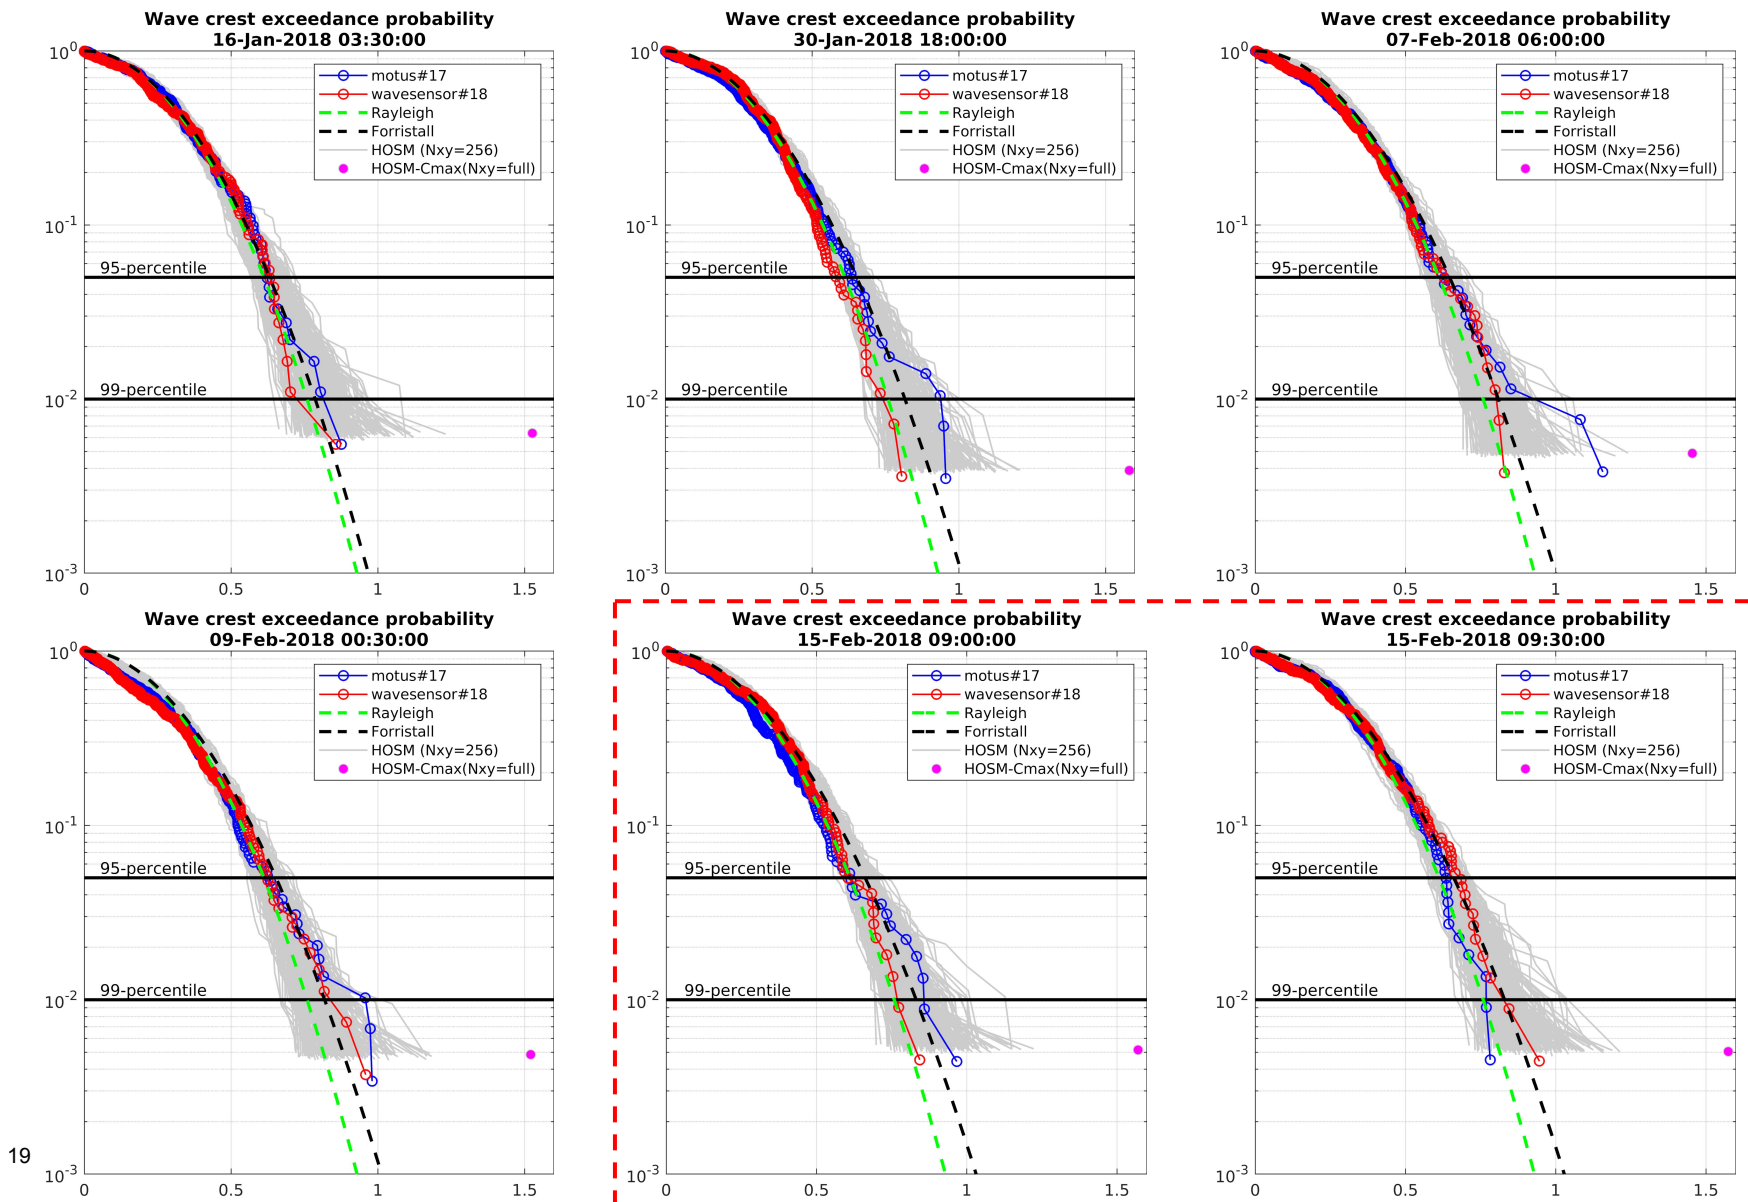 Wave crest exceedance probability
16-Jan-2018 03:30:00
10^0
10^-1
10^-2
10^-3
motus#17
wavesensor#18
Rayleigh
Forristall
HOSM (Nxy=256)
HOSM-Cmax(Nxy=full)
95-percentile
99-percentile
0 0.5 1 1.5
Wave crest exceedance probability
30-Jan-2018 18:00:00
10^0
10^-1
10^-2
10^-3
motus#17
wavesensor#18
Rayleigh
Forristall
HOSM (Nxy=256)
HOSM-Cmax(Nxy=full)
95-percentile
99-percentile
0 0.5 1 1.5
Wave crest exceedance probability
07-Feb-2018 06:00:00
10^0
10^-1
10^-2
10^-3
motus#17
wavesensor#18
Rayleigh
Forristall
HOSM (Nxy=256)
HOSM-Cmax(Nxy=full)
95-percentile
99-percentile
0 0.5 1 1.5
Wave crest exceedance probability
09-Feb-2018 00:30:00
10^0
10^-1
10^-2
10^-3
motus#17
wavesensor#18
Rayleigh
Forristall
HOSM (Nxy=256)
HOSM-Cmax(Nxy=full)
95-percentile
99-percentile
0 0.5 1 1.5
Wave crest exceedance probability
15-Feb-2018 09:00:00
10^0
10^-1
10^-2
10^-3
motus#17
wavesensor#18
Rayleigh
Forristall
HOSM (Nxy=256)
HOSM-Cmax(Nxy=full)
95-percentile
99-percentile
0 0.5 1 1.5
Wave crest exceedance probability
15-Feb-2018 09:30:00
10^0
10^-1
10^-2
10^-3
motus#17
wavesensor#18
Rayleigh
Forristall
HOSM (Nxy=256)
HOSM-Cmax(Nxy=full)
95-percentile
99-percentile
0 0.5 1 1.5
19